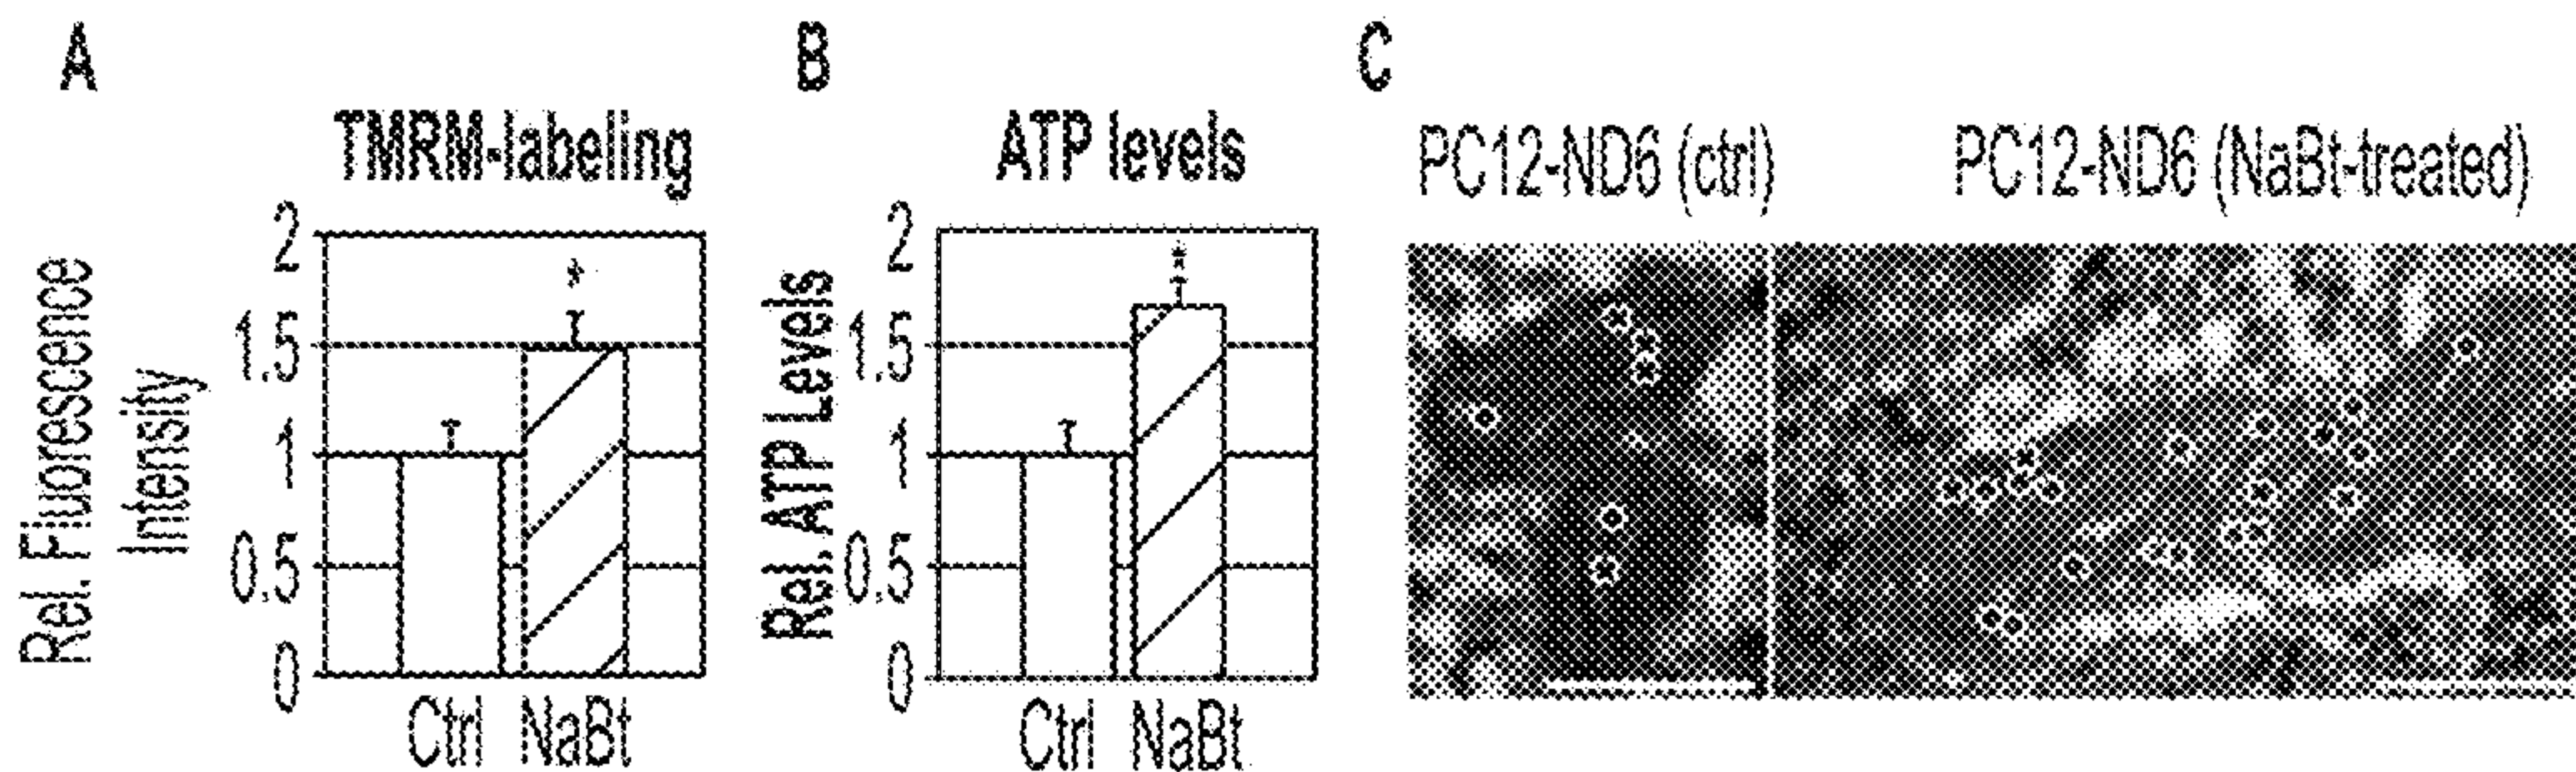 A
TMRM-labeling
Rel. Fluorescence
Intensity
2
1.5
1
0.5
0
Ctrl NaBt
*
B
ATP levels
Rel. ATP Levels
2
1.5
1
0.5
0
Ctrl NaBt
*
C
PC12-ND6 (ctrl)
PC12-ND6 (NaBt-treated)